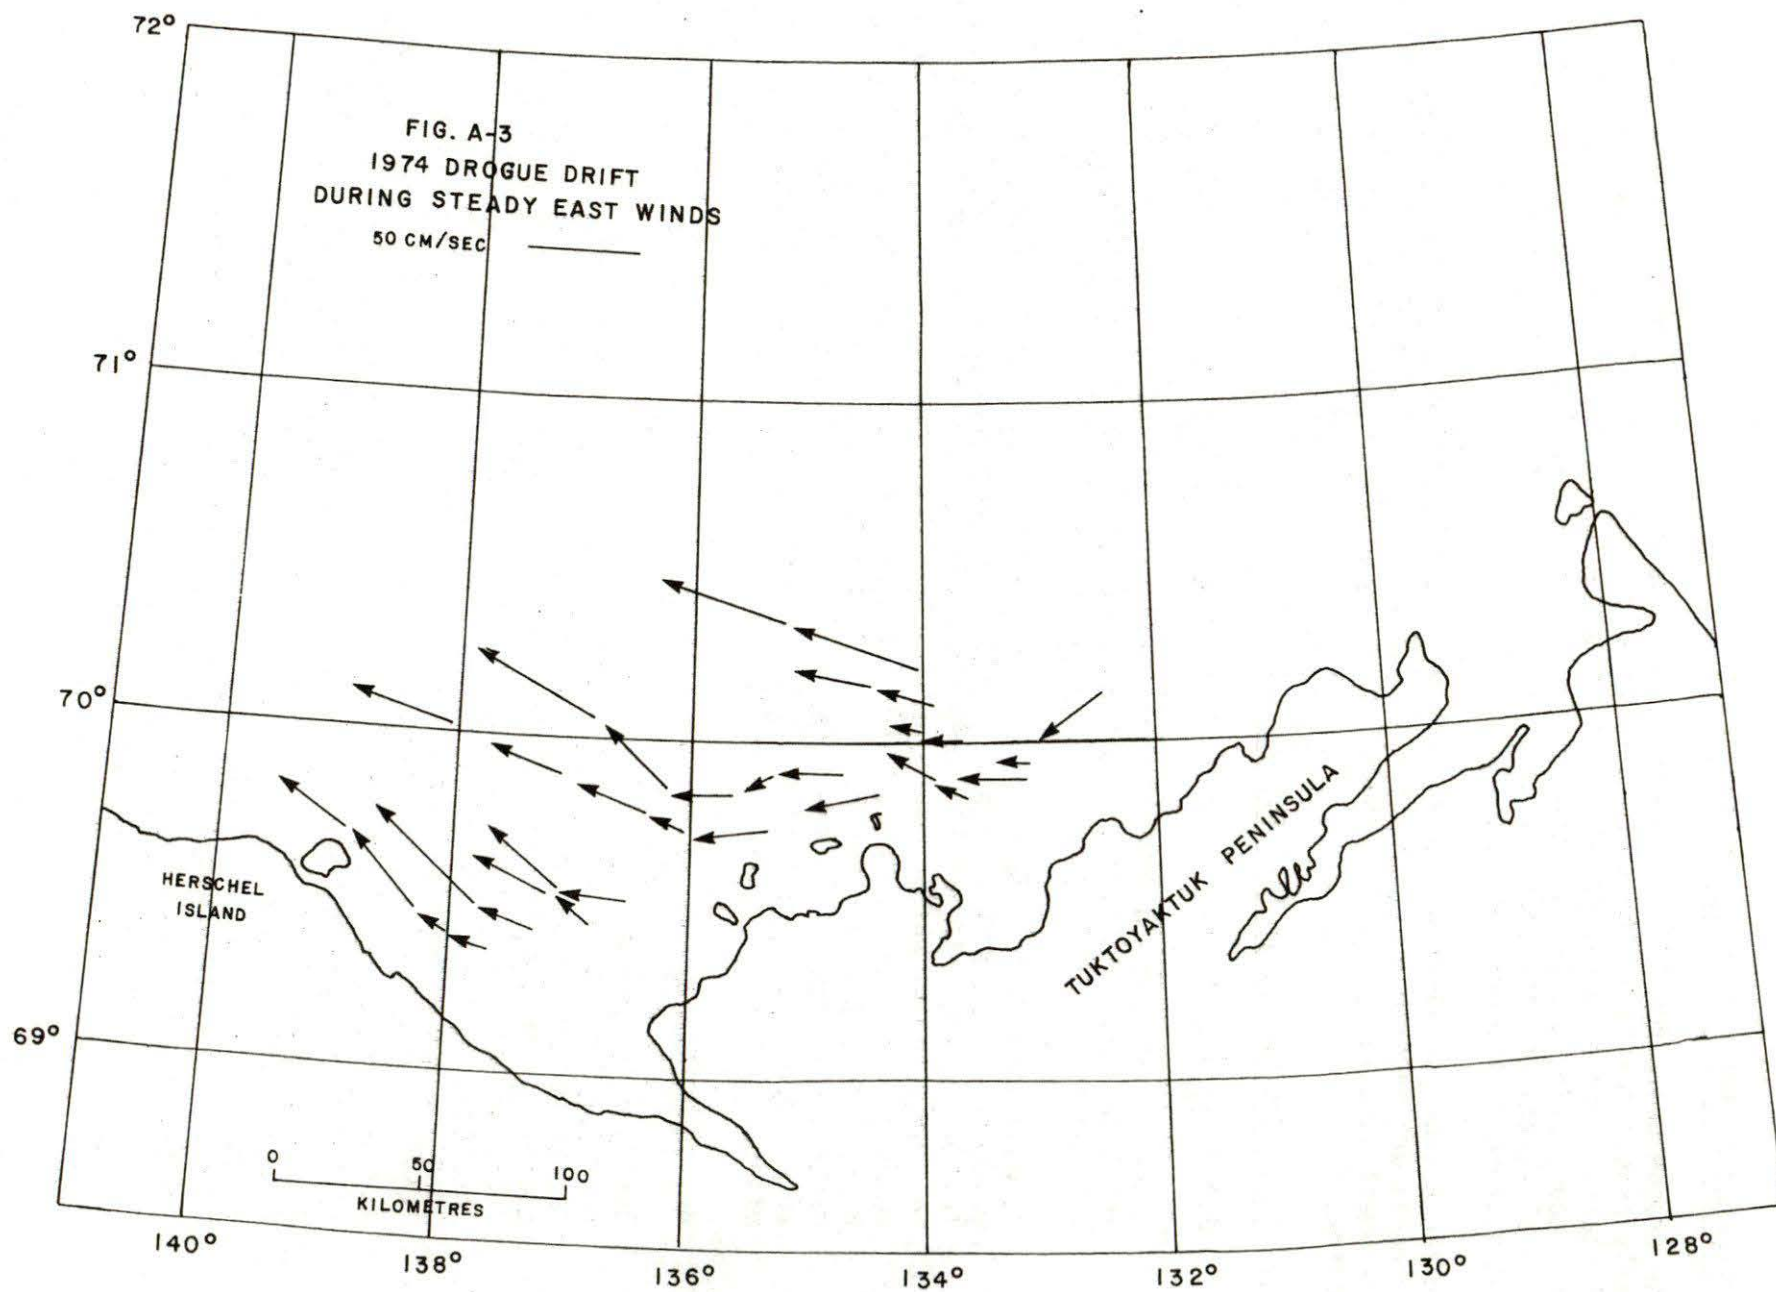 72°
FIG. A-3
1974 DROGUE DRIFT
DURING STEADY EAST WINDS
50 CM/SEC
71°
70°
HERSCHEL
ISLAND
TUKTOYAKTUK PENINSULA
69°
0 50 100
KILOMETRES
140° 138° 136° 134° 132° 130° 128°